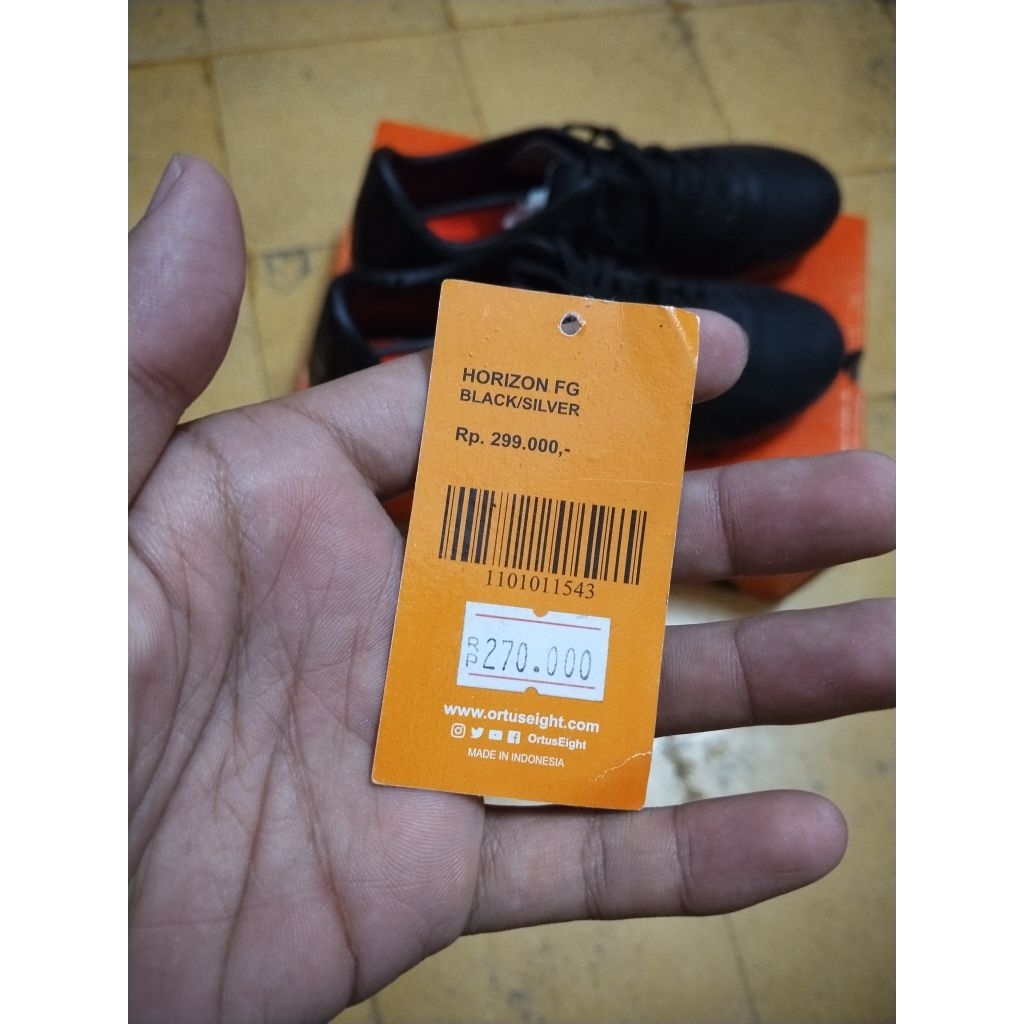 HORIZON FG
BLACK/SILVER
Rp. 299.000,-
1101011543
RP 270.000
www.ortuseight.com
OrtusEight
MADE IN INDONESIA